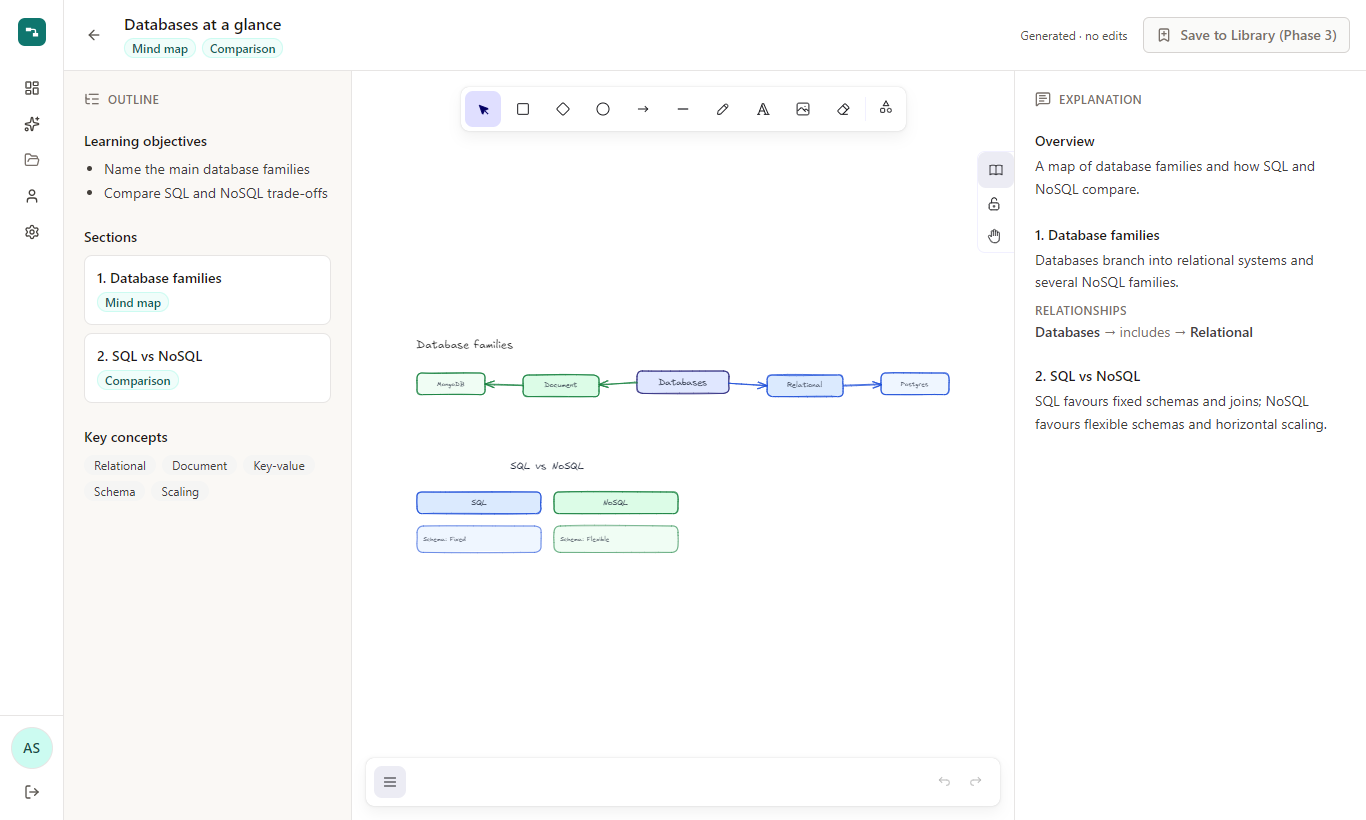 Databases at a glance
Mind map
Comparison
Generated · no edits
Save to Library (Phase 3)
OUTLINE
Learning objectives
Name the main database families
Compare SQL and NoSQL trade-offs
Sections
1. Database families
Mind map
2. SQL vs NoSQL
Comparison
Key concepts
Relational
Document
Key-value
Schema
Scaling
AS
Database families
MongoDB
Document
Databases
Relational
Postgres
SQL vs NoSQL
SQL
NoSQL
Schema: Fixed
Schema: Flexible
EXPLANATION
Overview
A map of database families and how SQL and
NoSQL compare.
1. Database families
Databases branch into relational systems and
several NoSQL families.
RELATIONSHIPS
Databases → includes → Relational
2. SQL vs NoSQL
SQL favours fixed schemas and joins; NoSQL
favours flexible schemas and horizontal scaling.